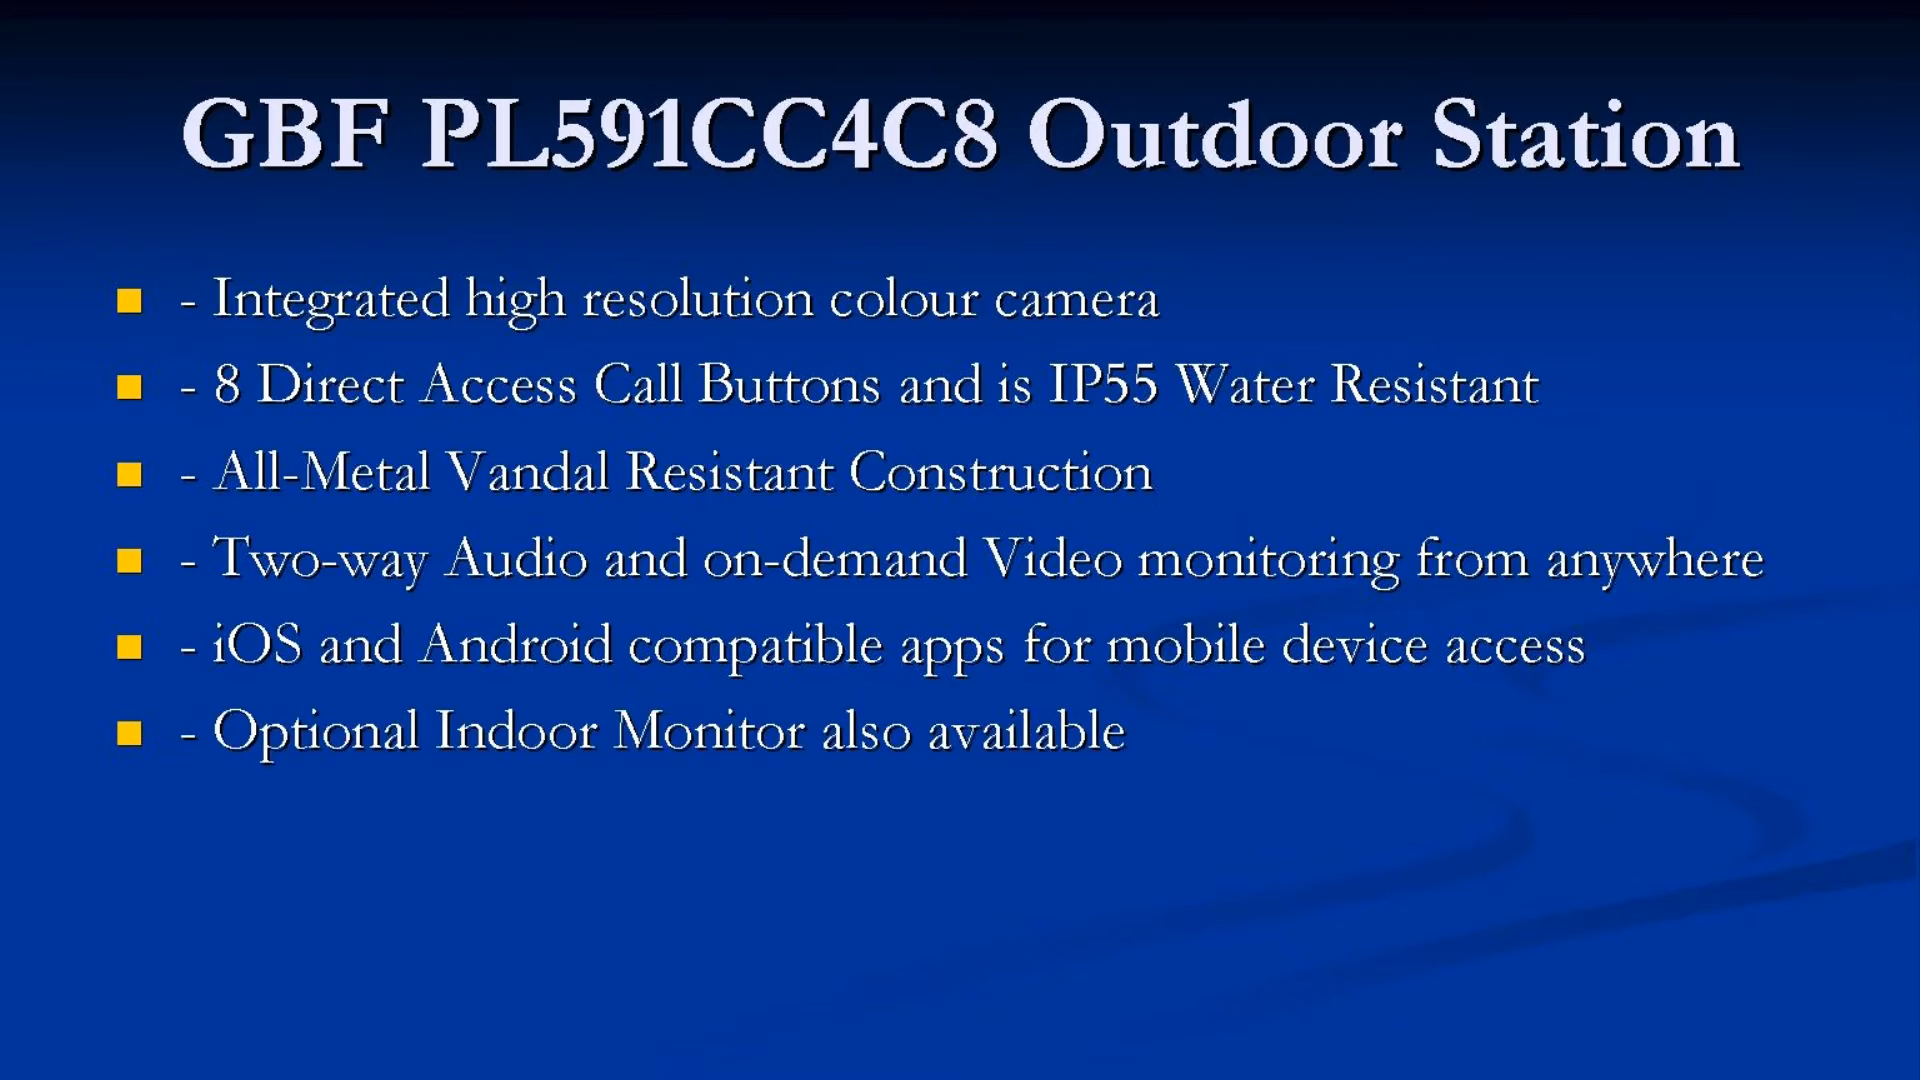 GBF PL591CC4C8 Outdoor Station
- Integrated high resolution colour camera
- 8 Direct Access Call Buttons and is IP55 Water Resistant
- All-Metal Vandal Resistant Construction
- Two-way Audio and on-demand Video monitoring from anywhere
- iOS and Android compatible apps for mobile device access
- Optional Indoor Monitor also available